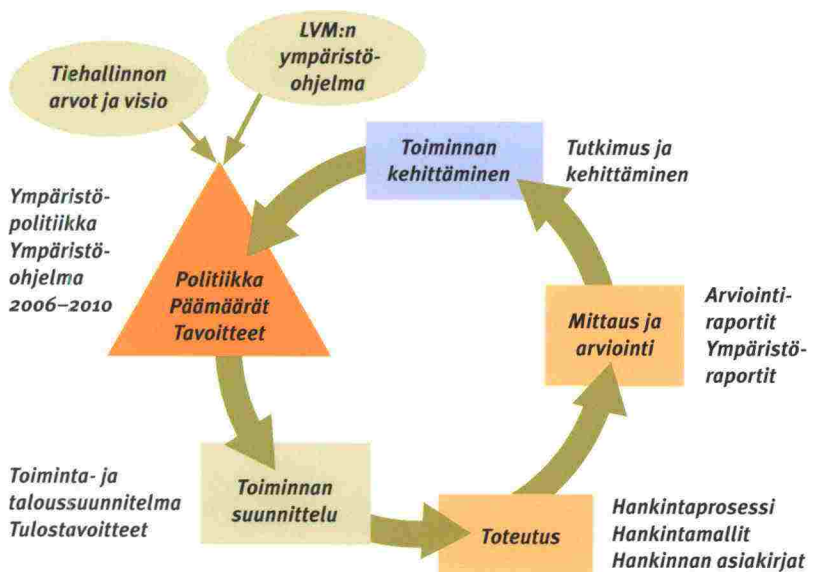 LVM:n
ympäristö-
ohjelma
Tiehallinnon
arvot ja visio
Toiminnan
kehittäminen
Tutkimus ja
kehittäminen
Ympäristö-
politiikka
Ympäristö-
ohjelma
2006–2010
Politiikka
Päämäärät
Tavoitteet
Mittaus ja
arviointi
Arviointi-
raportit
Ympäristö-
raportit
Toiminta- ja
taloussuunnitelma
Tulostavoitteet
Toiminnan
suunnittelu
Toteutus
Hankintaprosessi
Hankintamallit
Hankinnan asiakirjat